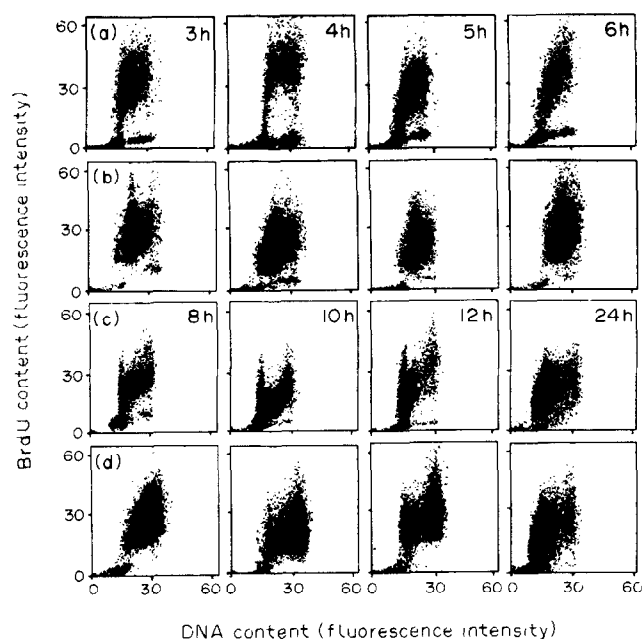 60 (a) 3h 4h 5h 6h
30
0
60 (b)
30
0
60 (c) 8h 10h 12h 24h
30
0
60 (d)
30
0
0 30 60 0 30 60 0 30 60 0 30 60
BrdU content (fluorescence intensity)
DNA content (fluorescence intensity)